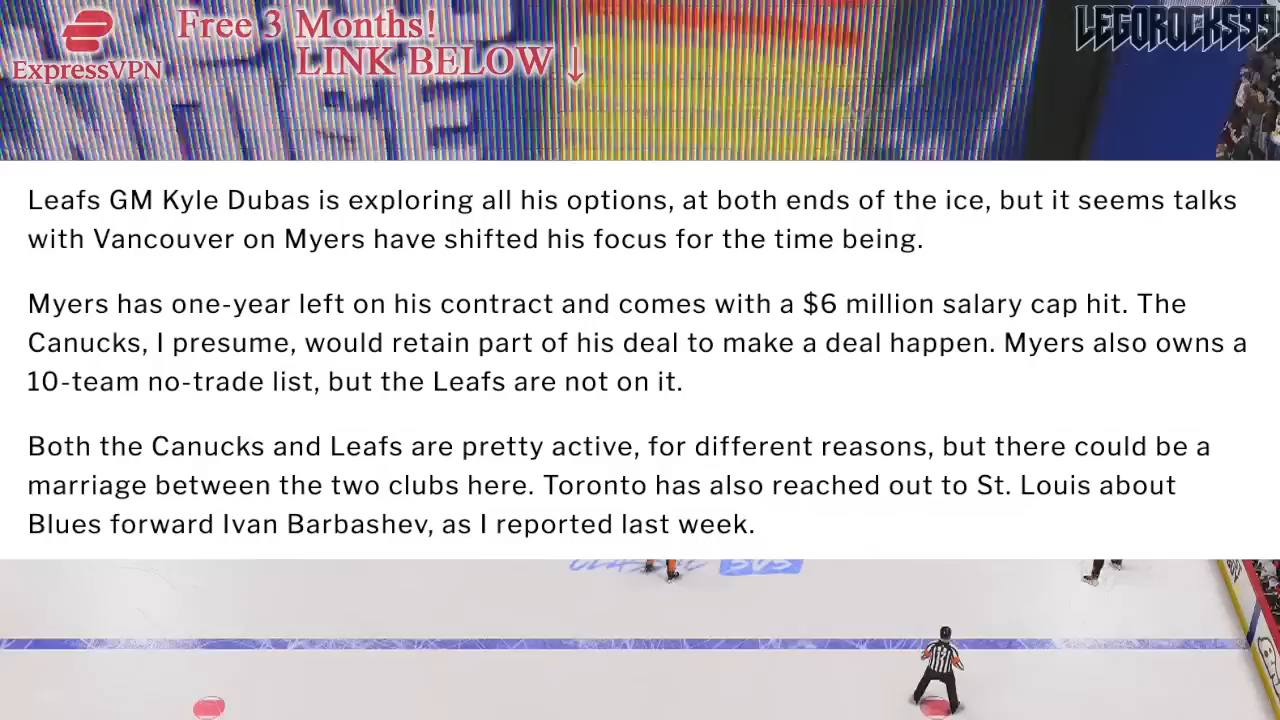 Free 3 Months!
LINK BELOW ↓
ExpressVPN
LEGOROCKS99
NOISE
Leafs GM Kyle Dubas is exploring all his options, at both ends of the ice, but it seems talks
with Vancouver on Myers have shifted his focus for the time being.
Myers has one-year left on his contract and comes with a $6 million salary cap hit. The
Canucks, I presume, would retain part of his deal to make a deal happen. Myers also owns a
10-team no-trade list, but the Leafs are not on it.
Both the Canucks and Leafs are pretty active, for different reasons, but there could be a
marriage between the two clubs here. Toronto has also reached out to St. Louis about
Blues forward Ivan Barbashev, as I reported last week.